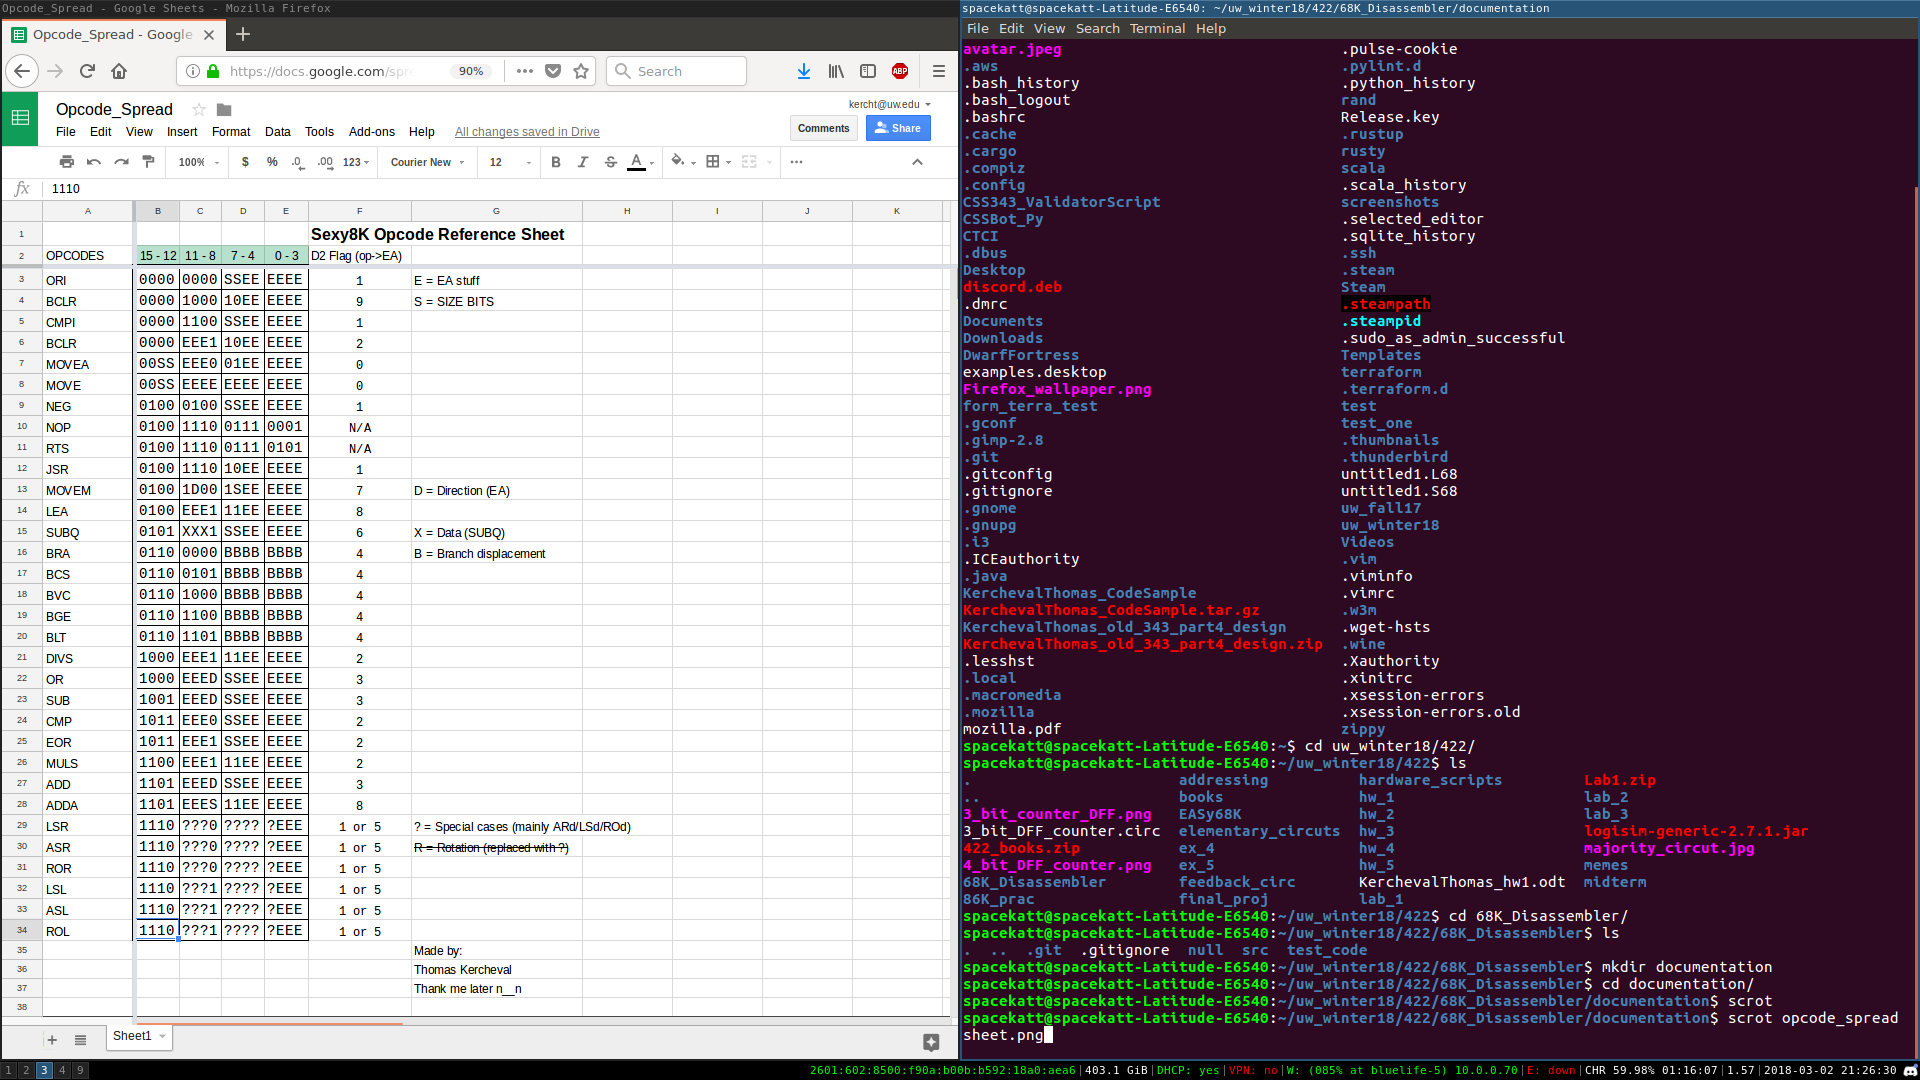 Opcode_Spread - Google Sheets - Mozilla Firefox
Opcode_Spread - Google
https://docs.google.com/spr
90%
Search
ABP
Opcode_Spread
kercht@uw.edu
File Edit View Insert Format Data Tools Add-ons Help All changes saved in Drive
Comments
Share
100% $ % .0 .00 123 Courier New 12 B I S A
fx 1110
A B C D E F G H I J K
1 Sexy8K Opcode Reference Sheet
2 OPCODES 15 - 12 11 - 8 7 - 4 0 - 3 D2 Flag (op->EA)
3 ORI 0000 0000 SSEE EEEE 1 E = EA stuff
4 BCLR 0000 1000 10EE EEEE 9 S = SIZE BITS
5 CMPI 0000 1100 SSEE EEEE 1
6 BCLR 0000 EEE1 10EE EEEE 2
7 MOVEA 00SS EEE0 01EE EEEE 0
8 MOVE 00SS EEEE EEEE EEEE 0
9 NEG 0100 0100 SSEE EEEE 1
10 NOP 0100 1110 0111 0001 N/A
11 RTS 0100 1110 0111 0101 N/A
12 JSR 0100 1110 10EE EEEE 1
13 MOVEM 0100 1D00 1SEE EEEE 7 D = Direction (EA)
14 LEA 0100 EEE1 11EE EEEE 8
15 SUBQ 0101 XXX1 SSEE EEEE 6 X = Data (SUBQ)
16 BRA 0110 0000 BBBB BBBB 4 B = Branch displacement
17 BCS 0110 0101 BBBB BBBB 4
18 BVC 0110 1000 BBBB BBBB 4
19 BGE 0110 1100 BBBB BBBB 4
20 BLT 0110 1101 BBBB BBBB 4
21 DIVS 1000 EEE1 11EE EEEE 2
22 OR 1000 EEED SSEE EEEE 3
23 SUB 1001 EEED SSEE EEEE 3
24 CMP 1011 EEE0 SSEE EEEE 2
25 EOR 1011 EEE1 SSEE EEEE 2
26 MULS 1100 EEE1 11EE EEEE 2
27 ADD 1101 EEED SSEE EEEE 3
28 ADDA 1101 EEES 11EE EEEE 8
29 LSR 1110 ???0 ???? ?EEE 1 or 5 ? = Special cases (mainly ARd/LSd/ROd)
30 ASR 1110 ???0 ???? ?EEE 1 or 5 R = Rotation (replaced with ?)
31 ROR 1110 ???0 ???? ?EEE 1 or 5
32 LSL 1110 ???1 ???? ?EEE 1 or 5
33 ASL 1110 ???1 ???? ?EEE 1 or 5
34 ROL 1110 ???1 ???? ?EEE 1 or 5
35 Made by:
36 Thomas Kercheval
37 Thank me later n__n
38
Sheet1
spacekatt@spacekatt-Latitude-E6540: ~/uw_winter18/422/68K_Disassembler/documentation
File Edit View Search Terminal Help
avatar.jpeg .pulse-cookie
.aws .pylint.d
.bash_history .python_history
.bash_logout rand
.bashrc Release.key
.cache .rustup
.cargo rusty
.compiz scala
.config .scala_history
CSS343_ValidatorScript screenshots
CSSBot_Py .selected_editor
CTCI .sqlite_history
.dbus .ssh
Desktop .steam
discord.deb Steam
.dmrc .steampath
Documents .steampid
Downloads .sudo_as_admin_successful
DwarfFortress Templates
examples.desktop terraform
Firefox_wallpaper.png .terraform.d
form_terra_test test
.gconf test_one
.gimp-2.8 .thumbnails
.git .thunderbird
.gitconfig untitled1.L68
.gitignore untitled1.S68
.gnome uw_fall17
.gnupg uw_winter18
.i3 Videos
.ICEauthority .vim
.java .viminfo
KerchevalThomas_CodeSample .vimrc
KerchevalThomas_CodeSample.tar.gz .w3m
KerchevalThomas_old_343_part4_design .wget-hsts
KerchevalThomas_old_343_part4_design.zip .wine
.lesshst .Xauthority
.local .xinitrc
.macromedia .xsession-errors
.mozilla .xsession-errors.old
mozilla.pdf zippy
spacekatt@spacekatt-Latitude-E6540:~$ cd uw_winter18/422/
spacekatt@spacekatt-Latitude-E6540:~/uw_winter18/422$ ls
. addressing hardware_scripts Lab1.zip
.. books hw_1 lab_2
3_bit_counter_DFF.png EASy68K hw_2 lab_3
3_bit_DFF_counter.circ elementary_circuts hw_3 logisim-generic-2.7.1.jar
422_books.zip ex_4 hw_4 majority_circut.jpg
4_bit_DFF_counter.png ex_5 hw_5 memes
68K_Disassembler feedback_circ KerchevalThomas_hw1.odt midterm
86K_prac final_proj lab_1
spacekatt@spacekatt-Latitude-E6540:~/uw_winter18/422$ cd 68K_Disassembler/
spacekatt@spacekatt-Latitude-E6540:~/uw_winter18/422/68K_Disassembler$ ls
. .. .git .gitignore null src test_code
spacekatt@spacekatt-Latitude-E6540:~/uw_winter18/422/68K_Disassembler$ mkdir documentation
spacekatt@spacekatt-Latitude-E6540:~/uw_winter18/422/68K_Disassembler$ cd documentation/
spacekatt@spacekatt-Latitude-E6540:~/uw_winter18/422/68K_Disassembler/documentation$ scrot
spacekatt@spacekatt-Latitude-E6540:~/uw_winter18/422/68K_Disassembler/documentation$ scrot opcode_spread
sheet.png
1 2 3 4 9
2601:602:8500:f90a:b00b:b592:18a0:aea6|403.1 GiB|DHCP: yes|VPN: no|W: (085% at bluelife-5) 10.0.0.70|E: down|CHR 59.98% 01:16:07|1.57|2018-03-02 21:26:30